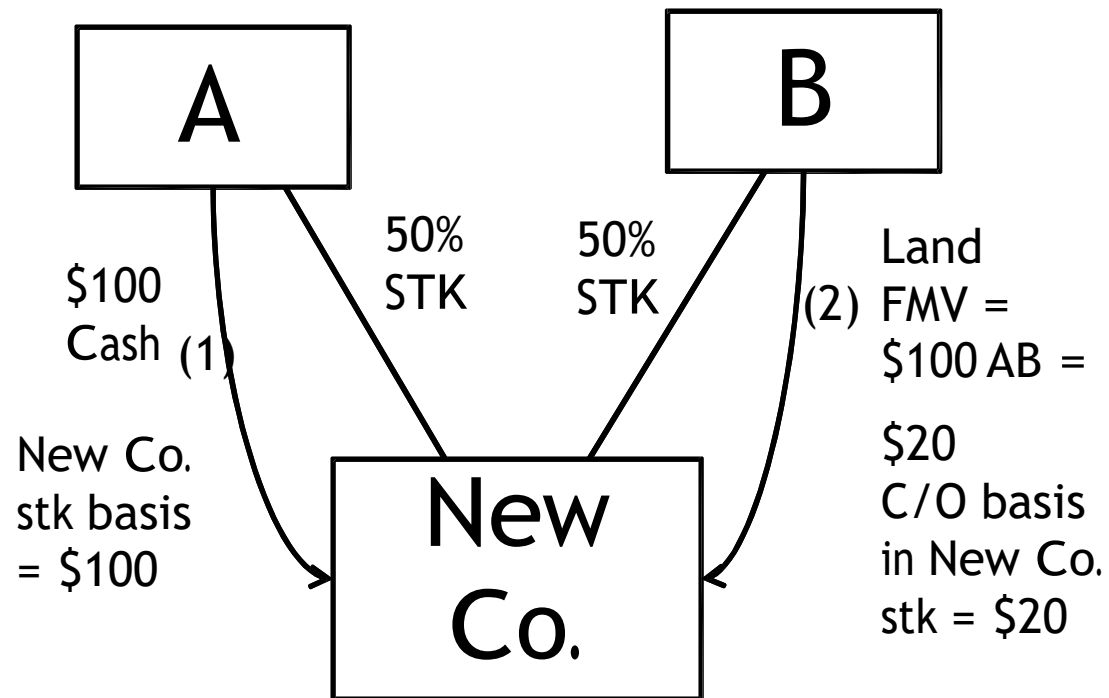 A
B
$100
Cash (1)
50%
STK
50%
STK
(2)
Land
FMV =
$100 AB =
$20
C/O basis
in New Co.
stk = $20
New Co.
stk basis
= $100
New
Co.